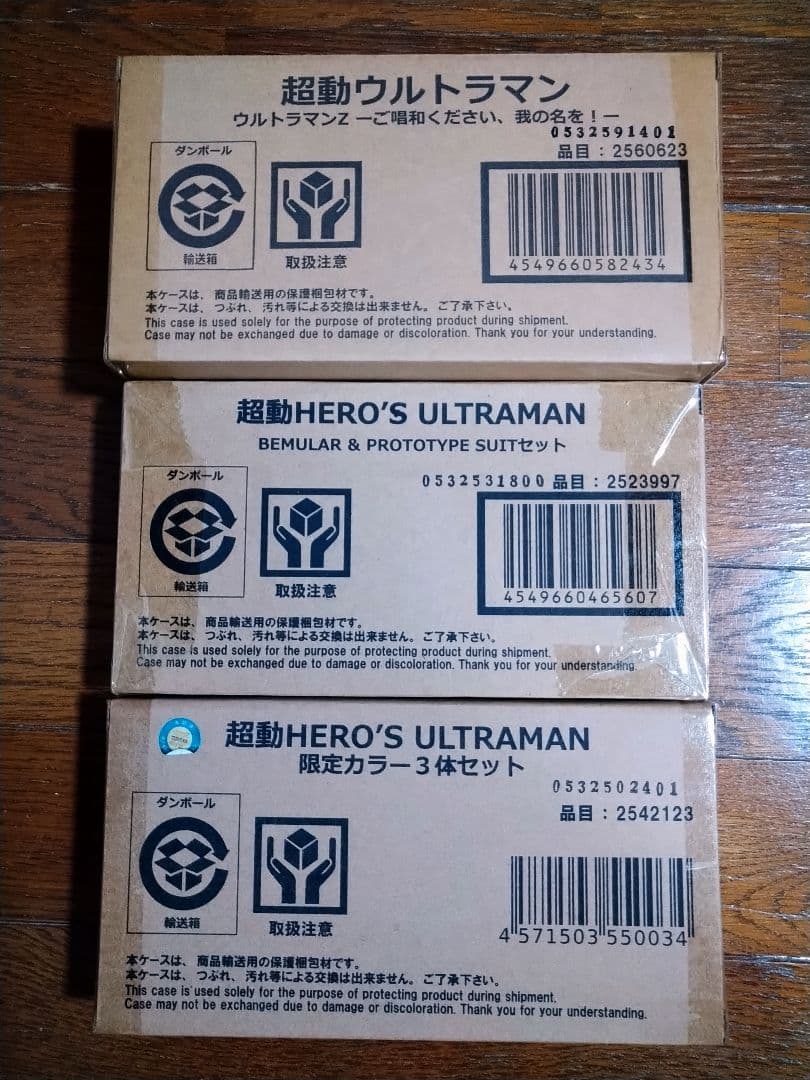 超動ウルトラマン
ウルトラマンZ ーご唱和ください、我の名を！ー
0532591401
品目：2560623
ダンボール
輸送箱
取扱注意
4549660582434
本ケースは、商品輸送用の保護梱包材です。
本ケースは、つぶれ、汚れ等による交換は出来ません。ご了承下さい。
This case is used solely for the purpose of protecting product during shipment.
Case may not be exchanged due to damage or discoloration. Thank you for your understanding.
超動HERO'S ULTRAMAN
BEMULAR & PROTOTYPE SUITセット
0532531800 品目：2523997
ダンボール
輸送箱
取扱注意
4549660465607
本ケースは、商品輸送用の保護梱包材です。
本ケースは、つぶれ、汚れ等による交換は出来ません。ご了承下さい。
This case is used solely for the purpose of protecting product during shipment.
Case may not be exchanged due to damage or discoloration. Thank you for your understanding.
超動HERO'S ULTRAMAN
限定カラー３体セット
0532502401
品目：2542123
ダンボール
輸送箱
取扱注意
4 571503 550034
本ケースは、商品輸送用の保護梱包材です。
本ケースは、つぶれ、汚れ等による交換は出来ません。ご了承下さい。
This case is used solely for the purpose of protecting product during shipment.
Case may not be exchanged due to damage or discoloration. Thank you for your understanding.